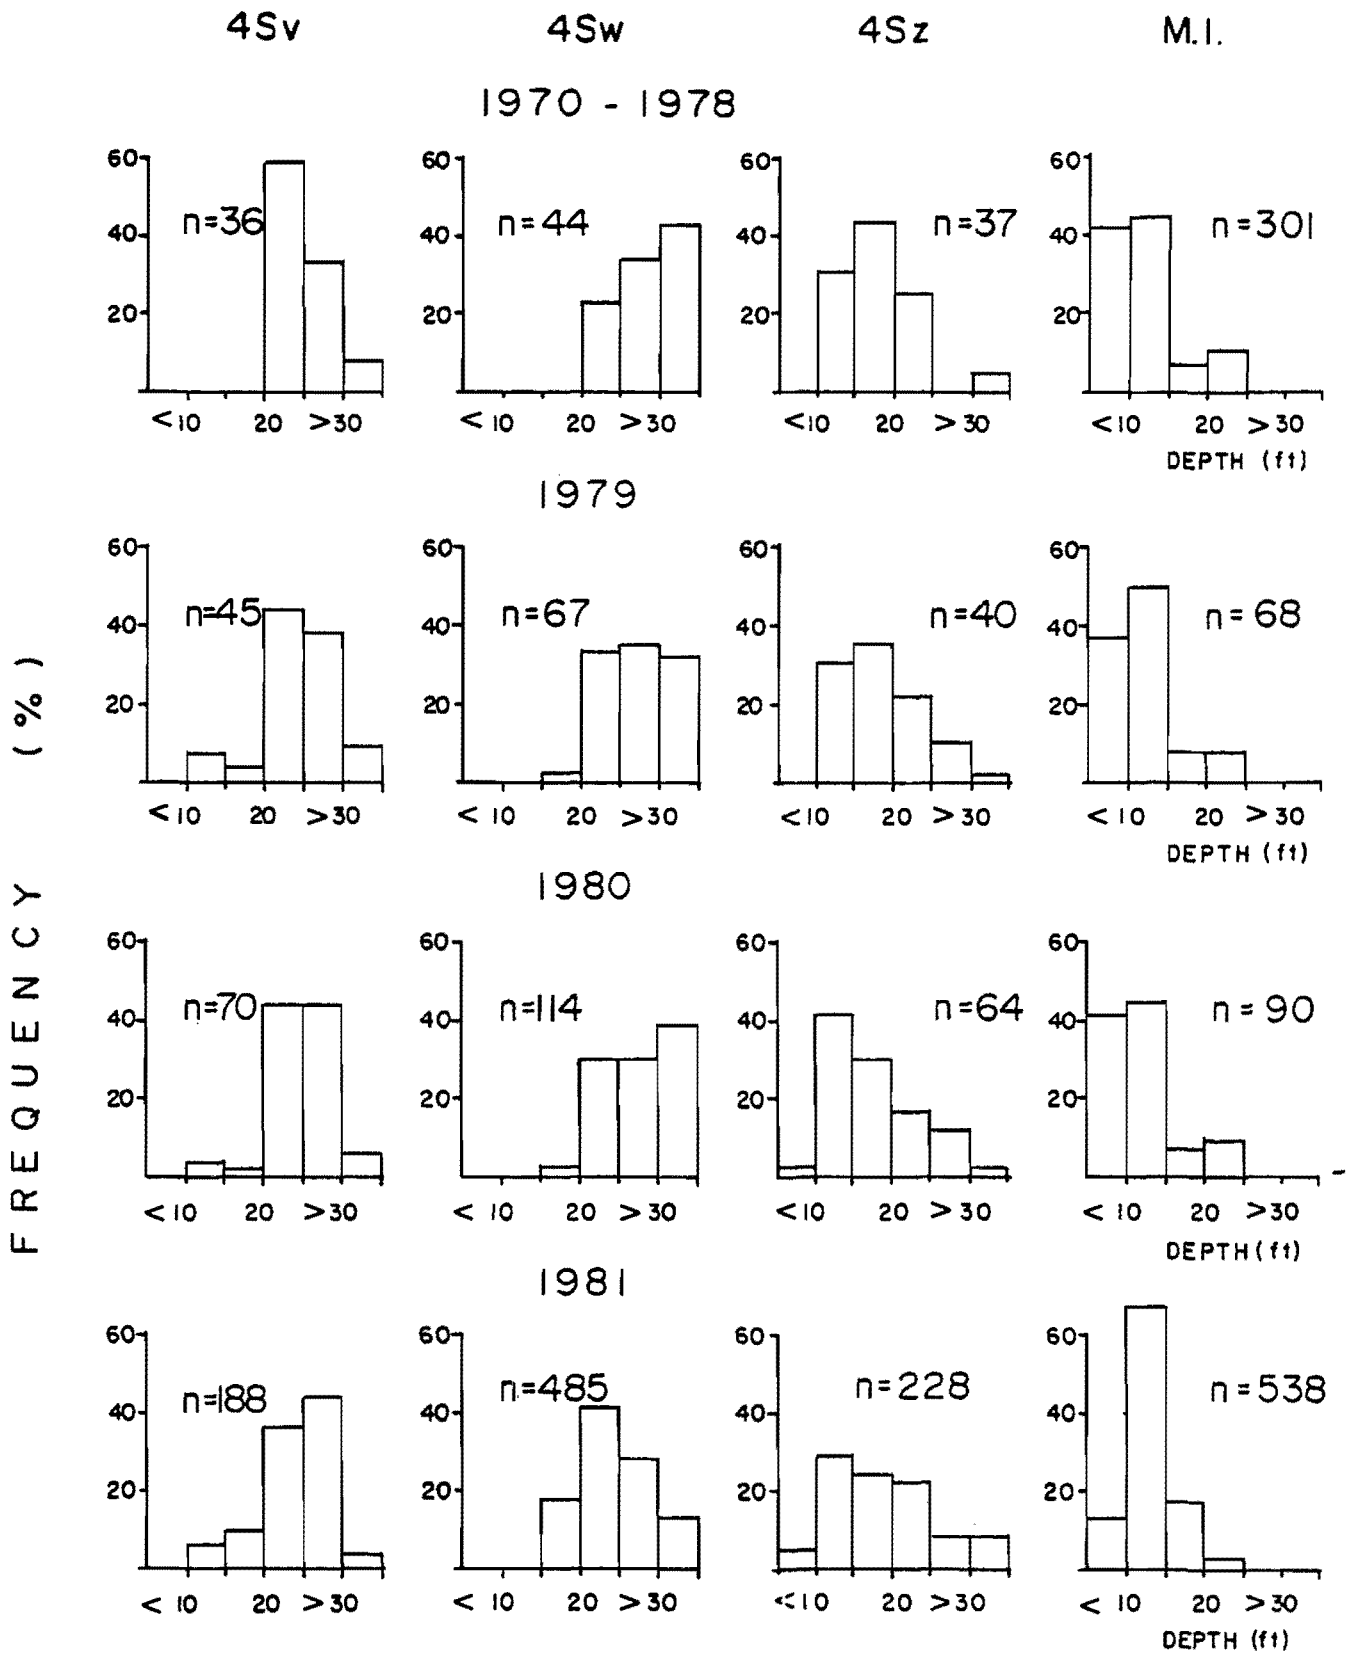 4Sv 4Sw 4Sz M.I.
1970 - 1978
60 60 60 60
n=36 n=44 n=37 n=301
40 40 40 40
20 20 20 20
<10 20 >30 <10 20 >30 <10 20 >30 <10 20 >30
DEPTH (ft)
1979
60 60 60 60
n=45 n=67 n=40 n=68
40 40 40 40
20 20 20 20
<10 20 >30 <10 20 >30 <10 20 >30 <10 20 >30
DEPTH (ft)
FREQUENCY (%)
1980
60 60 60 60
n=70 n=114 n=64 n=90
40 40 40 40
20 20 20 20
<10 20 >30 <10 20 >30 <10 20 >30 <10 20 >30
DEPTH (ft)
1981
60 60 60 60
n=188 n=485 n=228 n=538
40 40 40 40
20 20 20 20
<10 20 >30 <10 20 >30 <10 20 >30 <10 20 >30
DEPTH (ft)